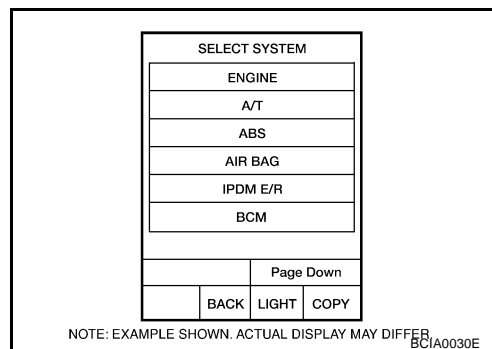 SELECT SYSTEM
ENGINE
A/T
ABS
AIR BAG
IPDM E/R
BCM
Page Down
BACK LIGHT COPY
NOTE: EXAMPLE SHOWN. ACTUAL DISPLAY MAY DIFFER.
BCIA0030E